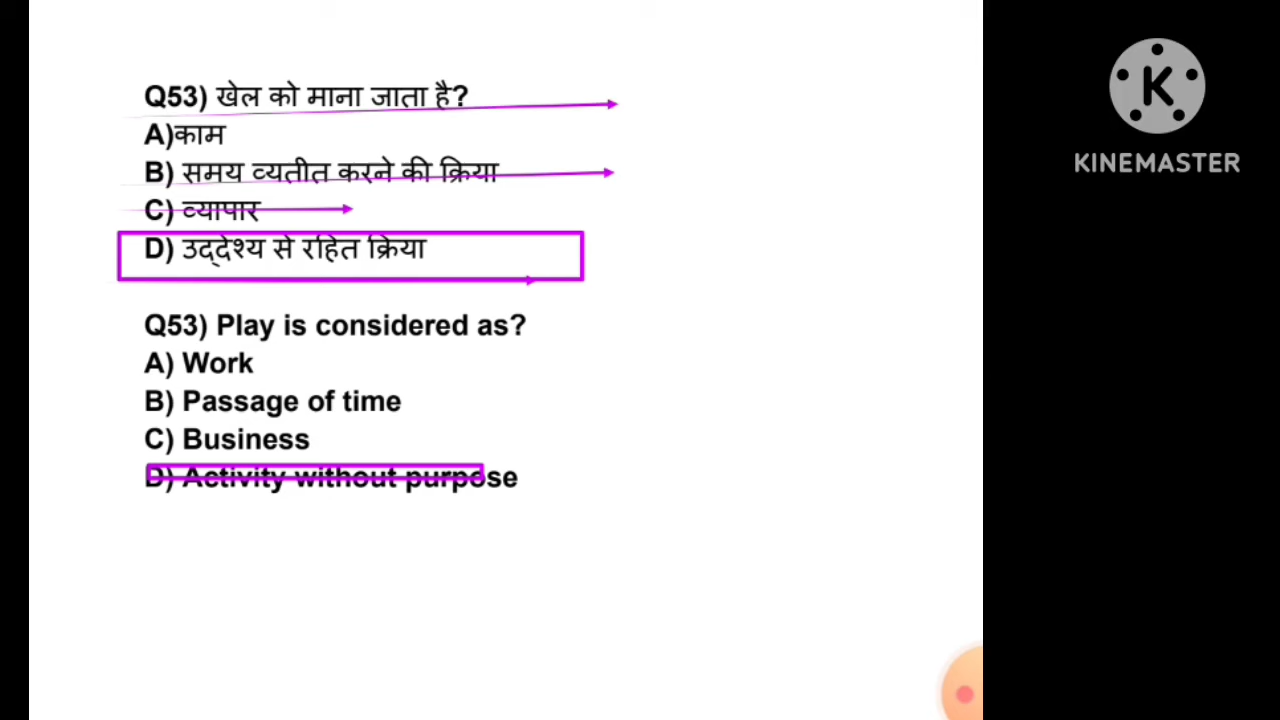 Q53) खेल को माना जाता है?
A)काम
B) समय व्यतीत करने की क्रिया
C) व्यापार
D) उद्देश्य से रहित क्रिया
Q53) Play is considered as?
A) Work
B) Passage of time
C) Business
D) Activity without purpose
K
KINEMASTER